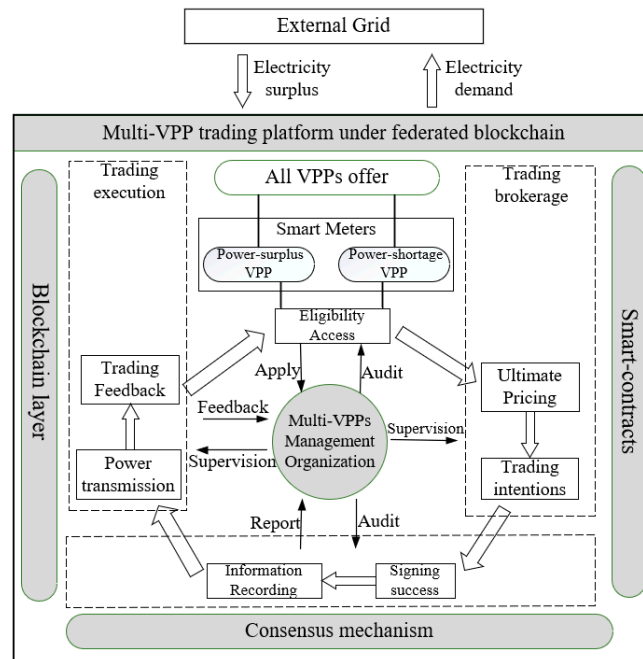 External Grid
Electricity
surplus
Electricity
demand
Multi-VPP trading platform under federated blockchain
Trading
execution
All VPPs offer
Trading
brokerage
Smart Meters
Power-surplus
VPP
Power-shortage
VPP
Blockchain layer
Smart-contracts
Eligibility
Access
Trading
Feedback
Apply
Audit
Ultimate
Pricing
Feedback
Multi-VPPs
Management
Organization
Supervision
Supervision
Power
transmission
Trading
intentions
Report
Audit
Information
Recording
Signing
success
Consensus mechanism